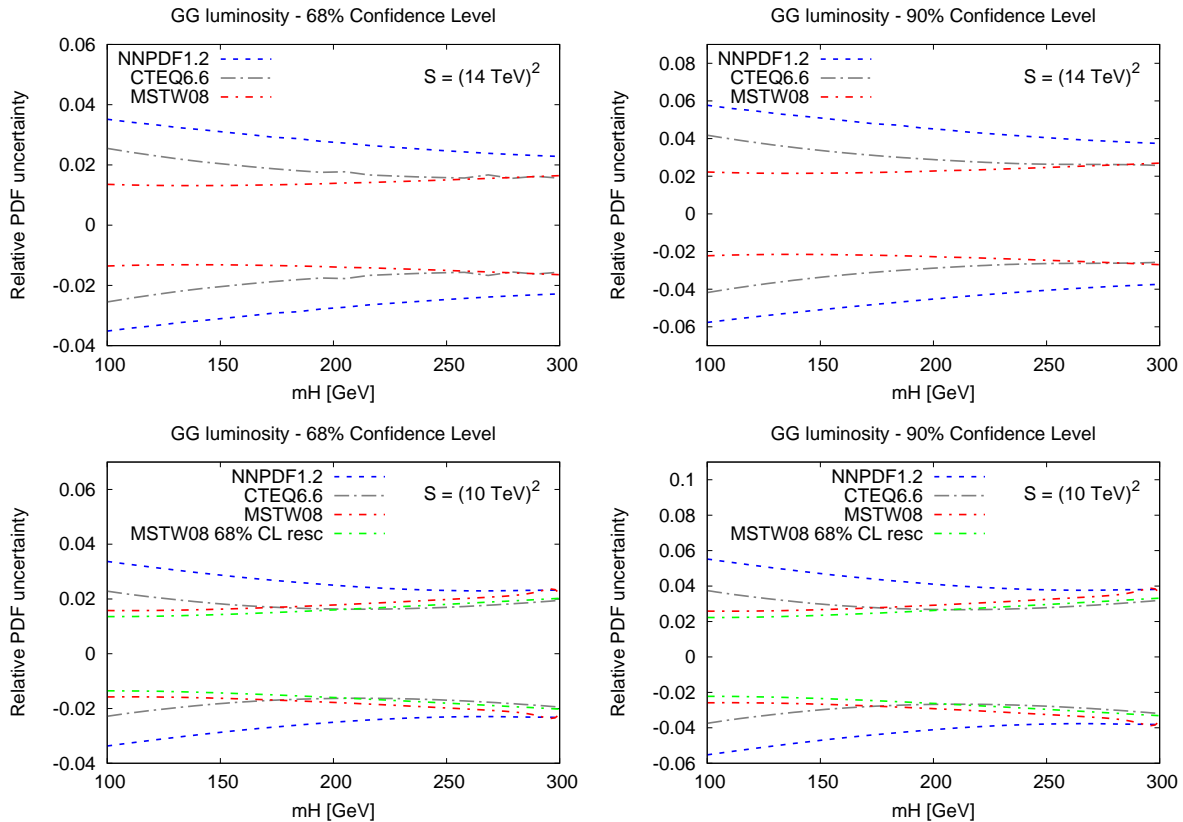 GG luminosity - 68% Confidence Level
0.06
0.04
0.02
0
-0.02
-0.04
Relative PDF uncertainty
NNPDF1.2
CTEQ6.6
MSTW08
S = (14 TeV)^2
100 150 200 250 300
mH [GeV]
GG luminosity - 90% Confidence Level
0.08
0.06
0.04
0.02
0
-0.02
-0.04
-0.06
Relative PDF uncertainty
NNPDF1.2
CTEQ6.6
MSTW08
S = (14 TeV)^2
100 150 200 250 300
mH [GeV]
GG luminosity - 68% Confidence Level
0.06
0.04
0.02
0
-0.02
-0.04
Relative PDF uncertainty
NNPDF1.2
CTEQ6.6
MSTW08
MSTW08 68% CL resc
S = (10 TeV)^2
100 150 200 250 300
mH [GeV]
GG luminosity - 90% Confidence Level
0.1
0.08
0.06
0.04
0.02
0
-0.02
-0.04
-0.06
Relative PDF uncertainty
NNPDF1.2
CTEQ6.6
MSTW08
MSTW08 68% CL resc
S = (10 TeV)^2
100 150 200 250 300
mH [GeV]